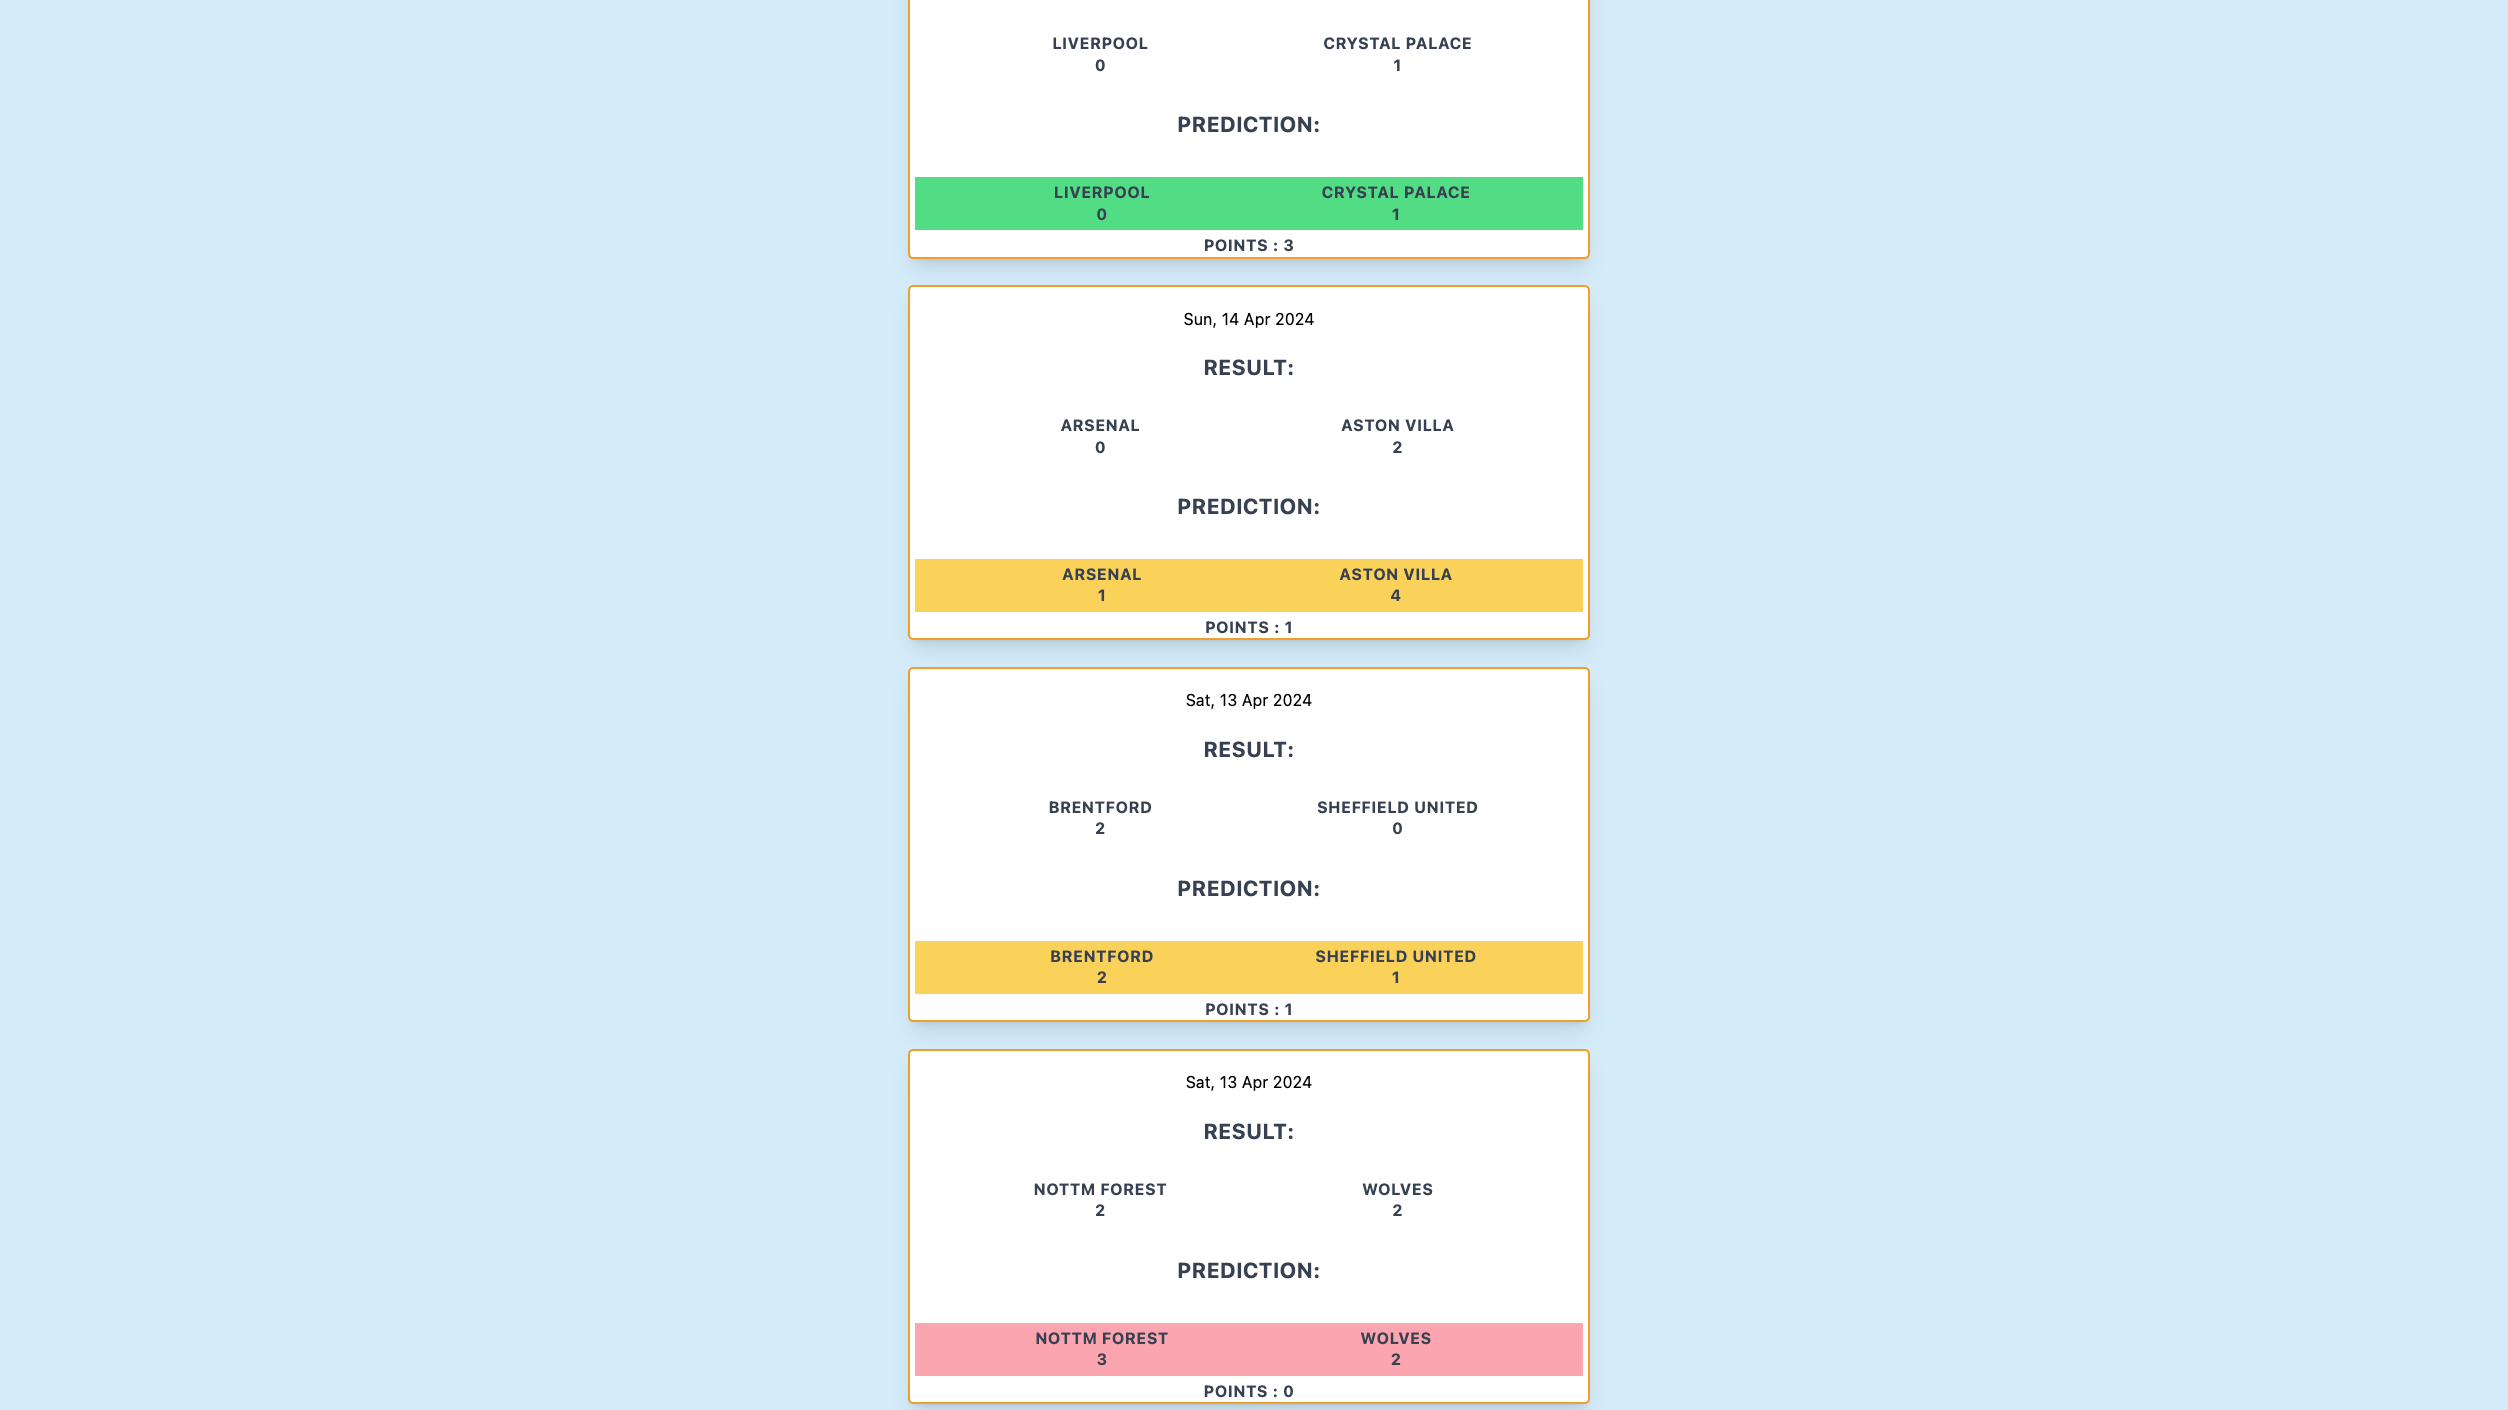 LIVERPOOL CRYSTAL PALACE
0 1
PREDICTION:
LIVERPOOL CRYSTAL PALACE
0 1
POINTS : 3
Sun, 14 Apr 2024
RESULT:
ARSENAL ASTON VILLA
0 2
PREDICTION:
ARSENAL ASTON VILLA
1 4
POINTS : 1
Sat, 13 Apr 2024
RESULT:
BRENTFORD SHEFFIELD UNITED
2 0
PREDICTION:
BRENTFORD SHEFFIELD UNITED
2 1
POINTS : 1
Sat, 13 Apr 2024
RESULT:
NOTTM FOREST WOLVES
2 2
PREDICTION:
NOTTM FOREST WOLVES
3 2
POINTS : 0